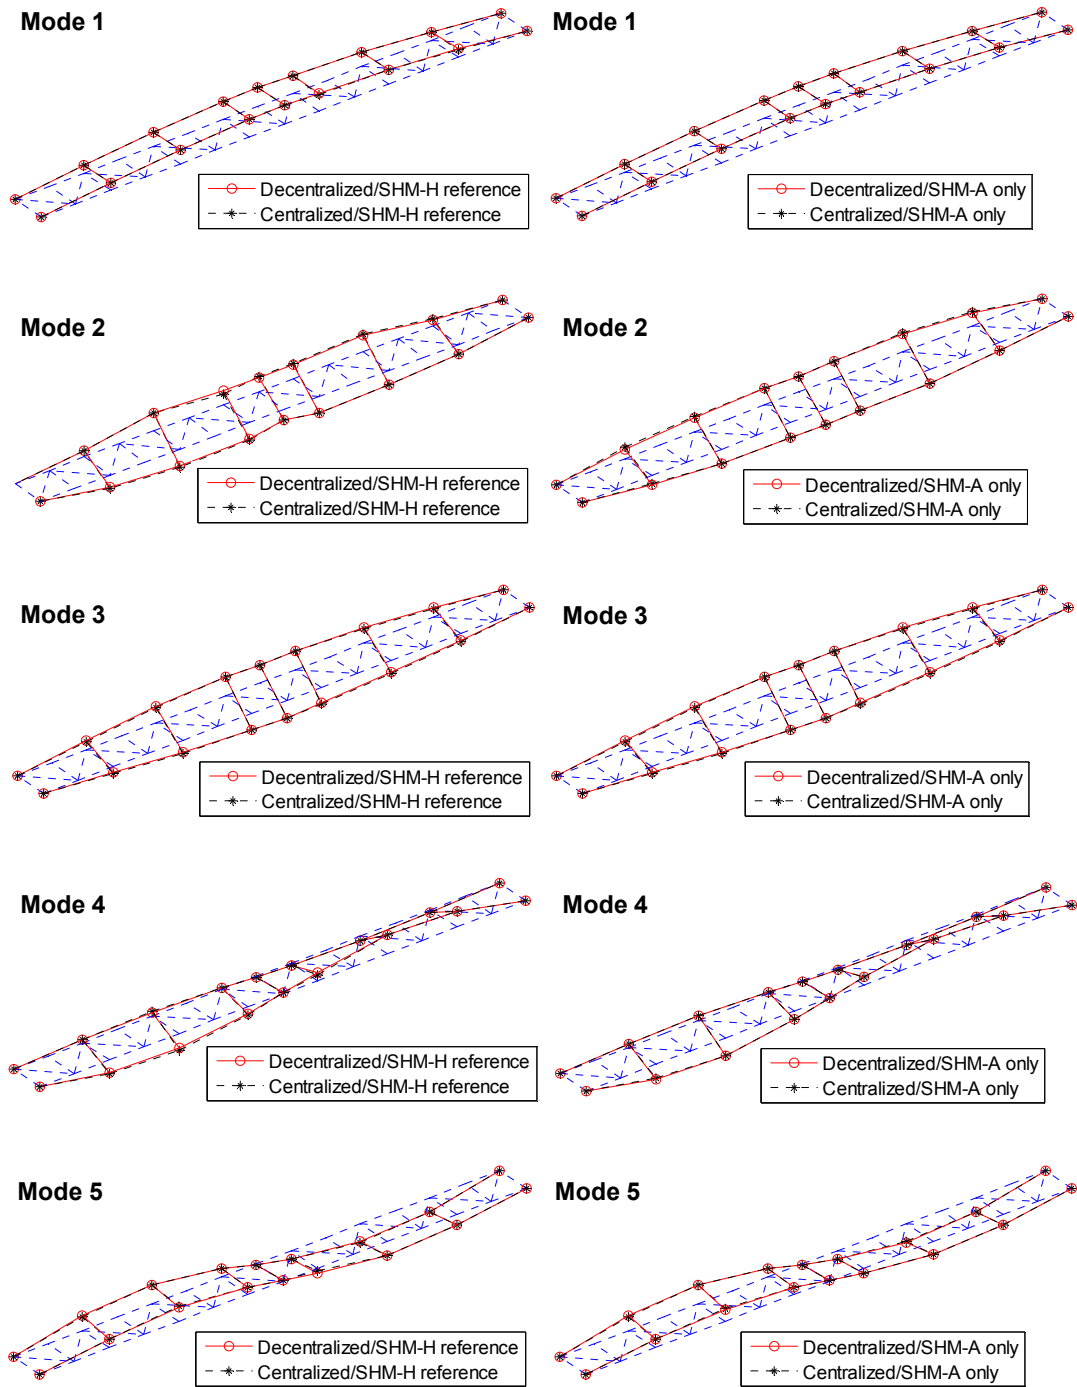 Mode 1
Mode 1
Decentralized/SHM-H reference
Centralized/SHM-H reference
Decentralized/SHM-A only
Centralized/SHM-A only
Mode 2
Mode 2
Decentralized/SHM-H reference
Centralized/SHM-H reference
Decentralized/SHM-A only
Centralized/SHM-A only
Mode 3
Mode 3
Decentralized/SHM-H reference
Centralized/SHM-H reference
Decentralized/SHM-A only
Centralized/SHM-A only
Mode 4
Mode 4
Decentralized/SHM-H reference
Centralized/SHM-H reference
Decentralized/SHM-A only
Centralized/SHM-A only
Mode 5
Mode 5
Decentralized/SHM-H reference
Centralized/SHM-H reference
Decentralized/SHM-A only
Centralized/SHM-A only